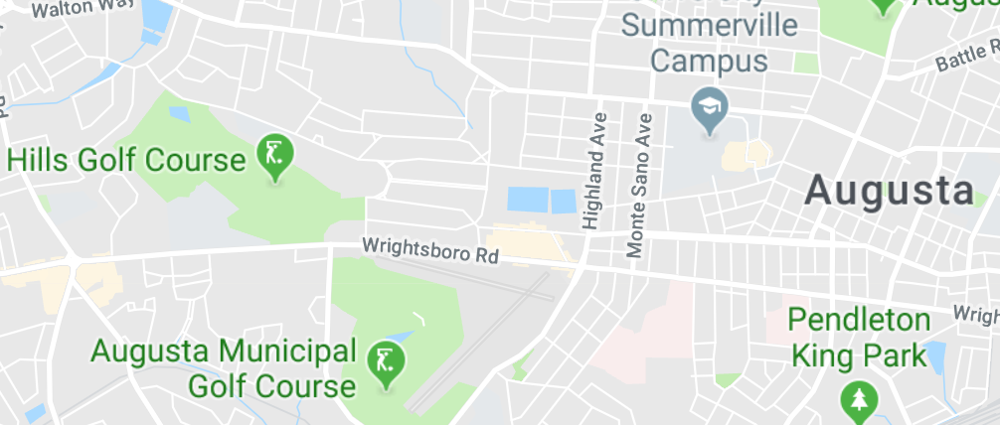 Walton Way
Summerville
Campus
Battle R
Rd
Hills Golf Course
Highland Ave
Monte Sano Ave
Augusta
Wrightsboro Rd
Wrigh
Pendleton
King Park
Augusta Municipal
Golf Course